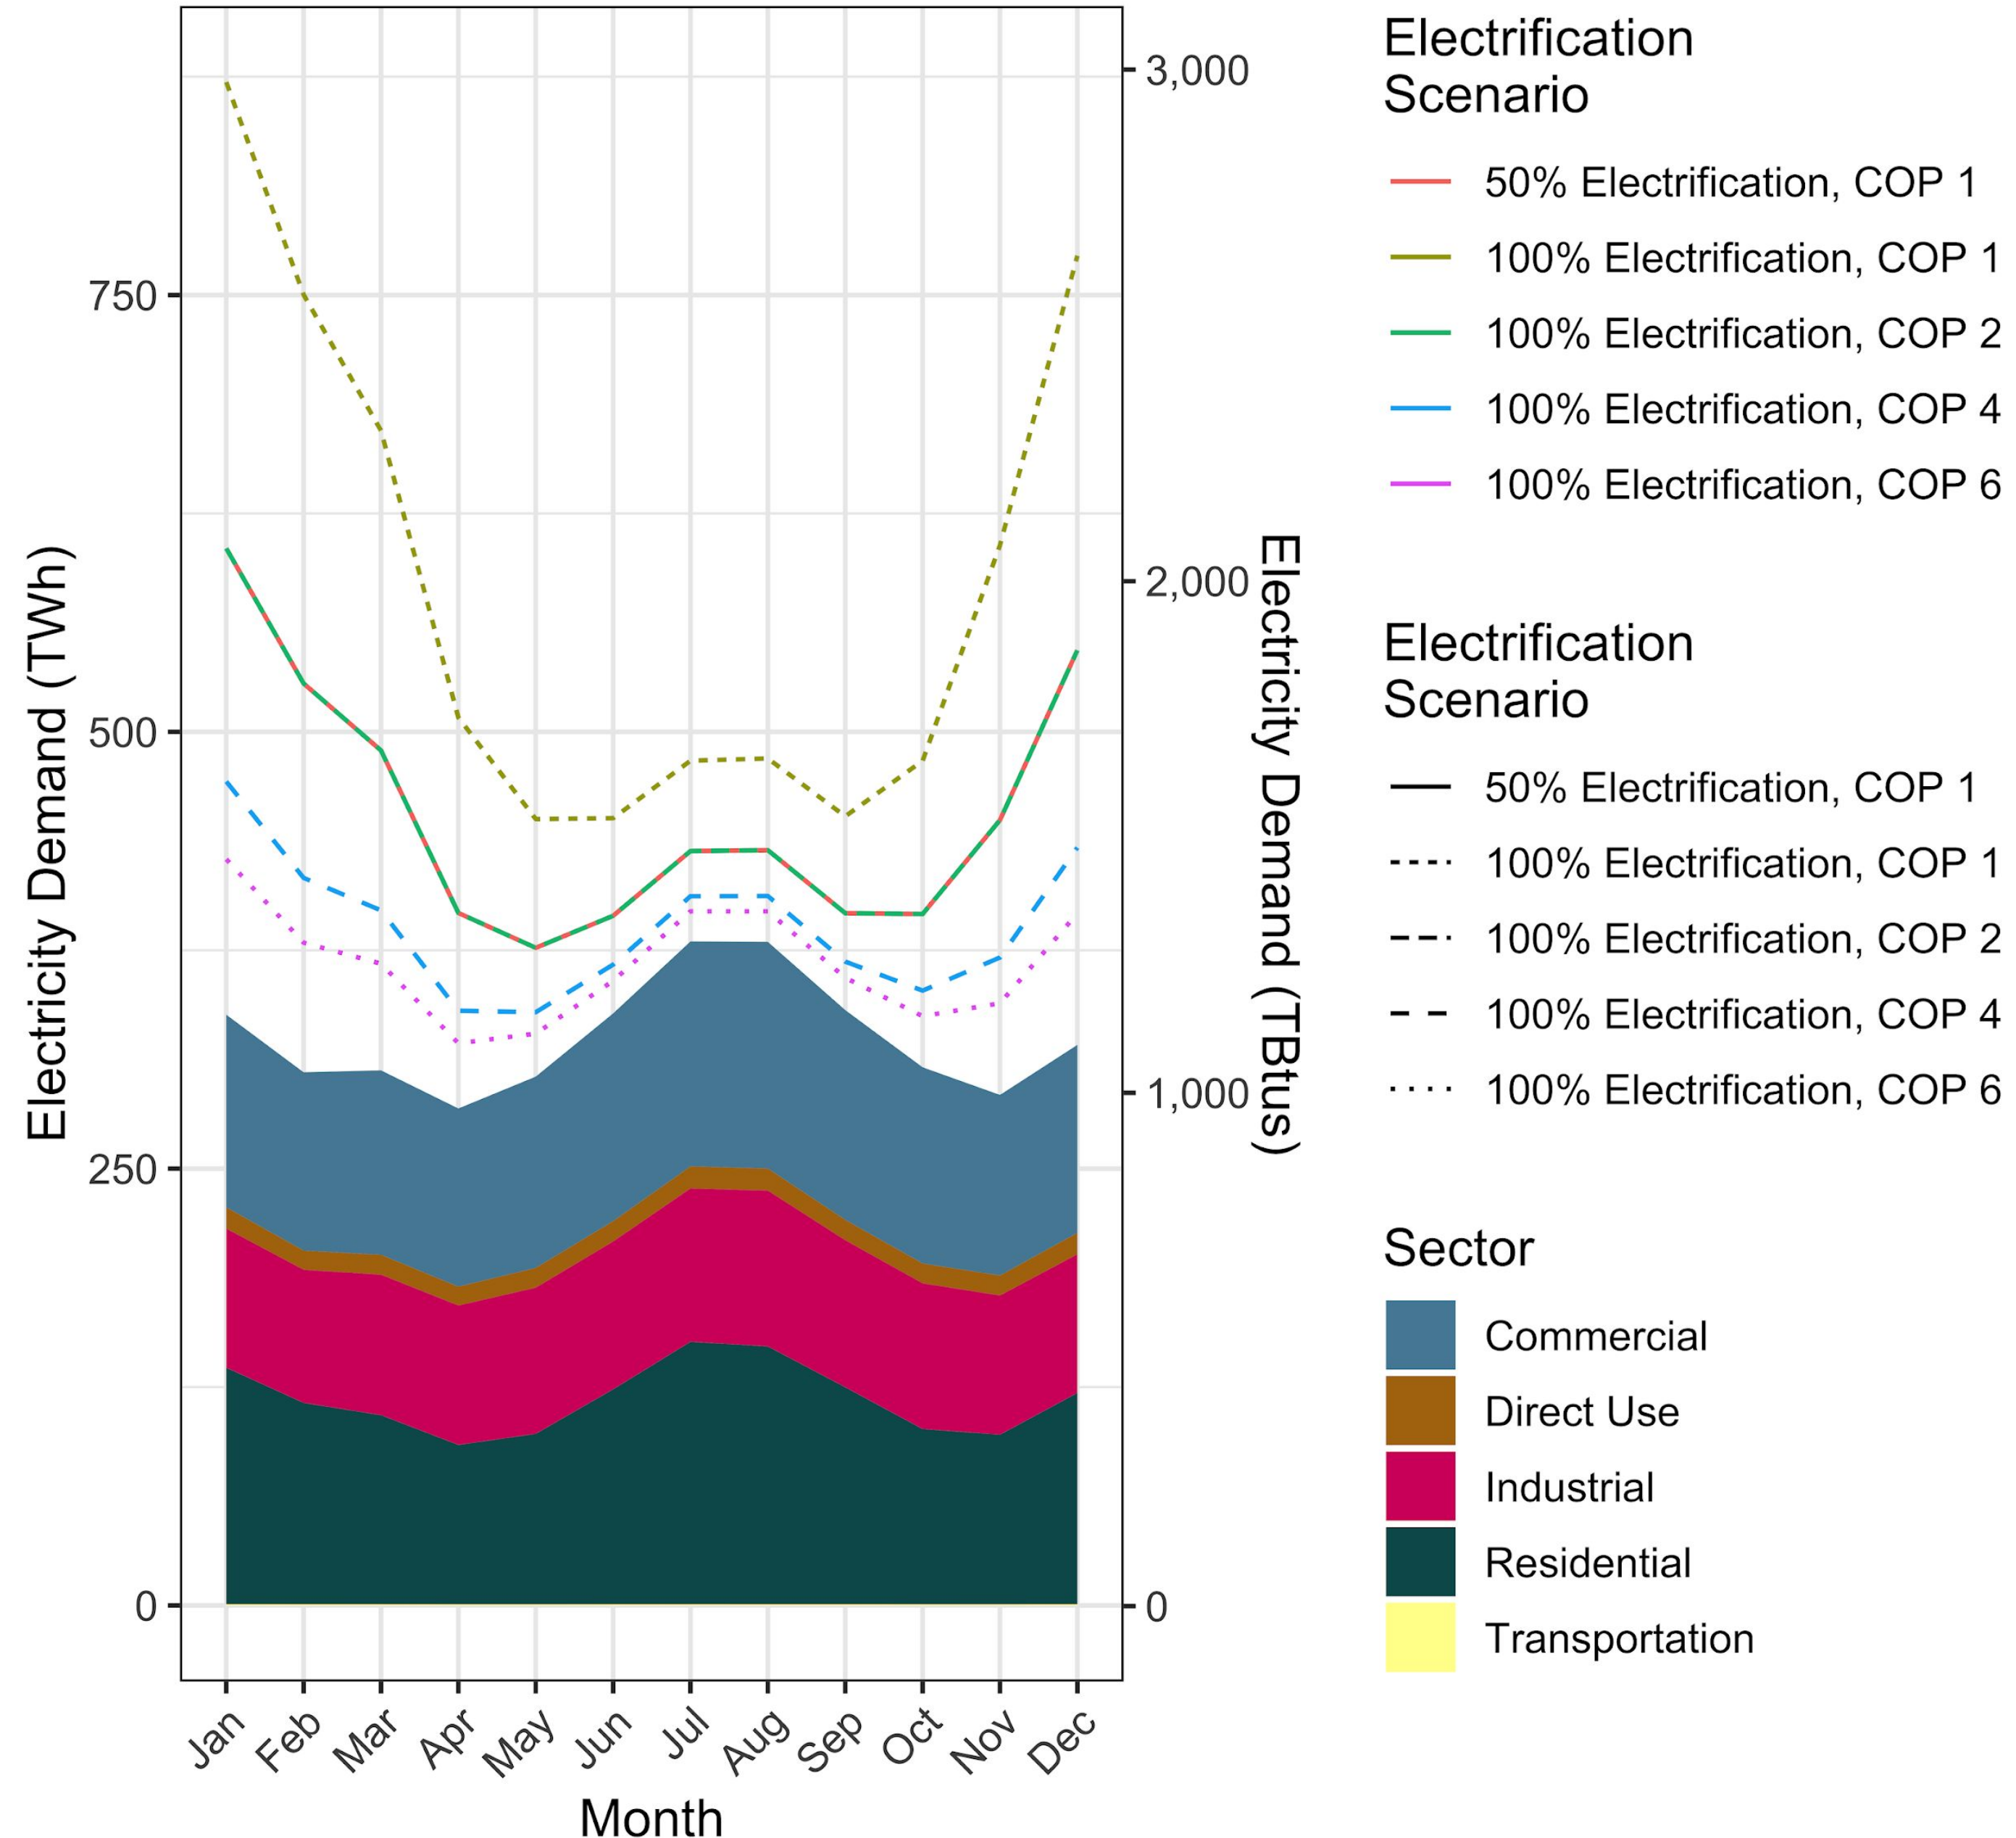 Electricity Demand (TWh)
750
500
250
0
3,000
2,000
1,000
0
Electricity Demand (TBtus)
Jan
Feb
Mar
Apr
May
Jun
Jul
Aug
Sep
Oct
Nov
Dec
Month
Electrification
Scenario
50% Electrification, COP 1
100% Electrification, COP 1
100% Electrification, COP 2
100% Electrification, COP 4
100% Electrification, COP 6
Electrification
Scenario
50% Electrification, COP 1
100% Electrification, COP 1
100% Electrification, COP 2
100% Electrification, COP 4
100% Electrification, COP 6
Sector
Commercial
Direct Use
Industrial
Residential
Transportation